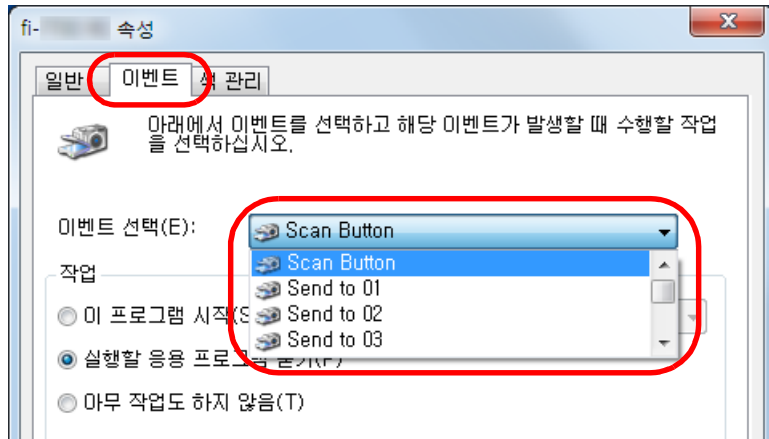 fi- 속성
일반 이벤트 색 관리
아래에서 이벤트를 선택하고 해당 이벤트가 발생할 때 수행할 작업
을 선택하십시오.
이벤트 선택(E): Scan Button
Scan Button
작업
Send to 01
이 프로그램 시작(S
Send to 02
Send to 03
실행할 응용 프로그램
아무 작업도 하지 않음(T)